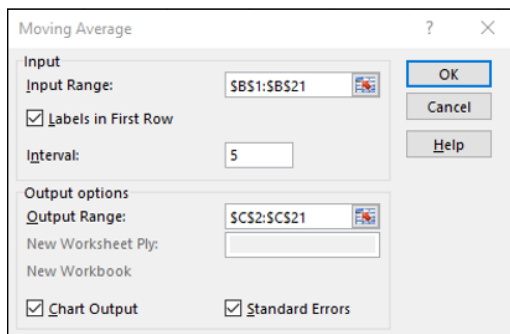 Moving Average ? ×
Input
Input Range: $B$1:$B$21
Labels in First Row
Interval: 5
OK
Cancel
Help
Output options
Output Range: $C$2:$C$21
New Worksheet Ply:
New Workbook
Chart Output Standard Errors